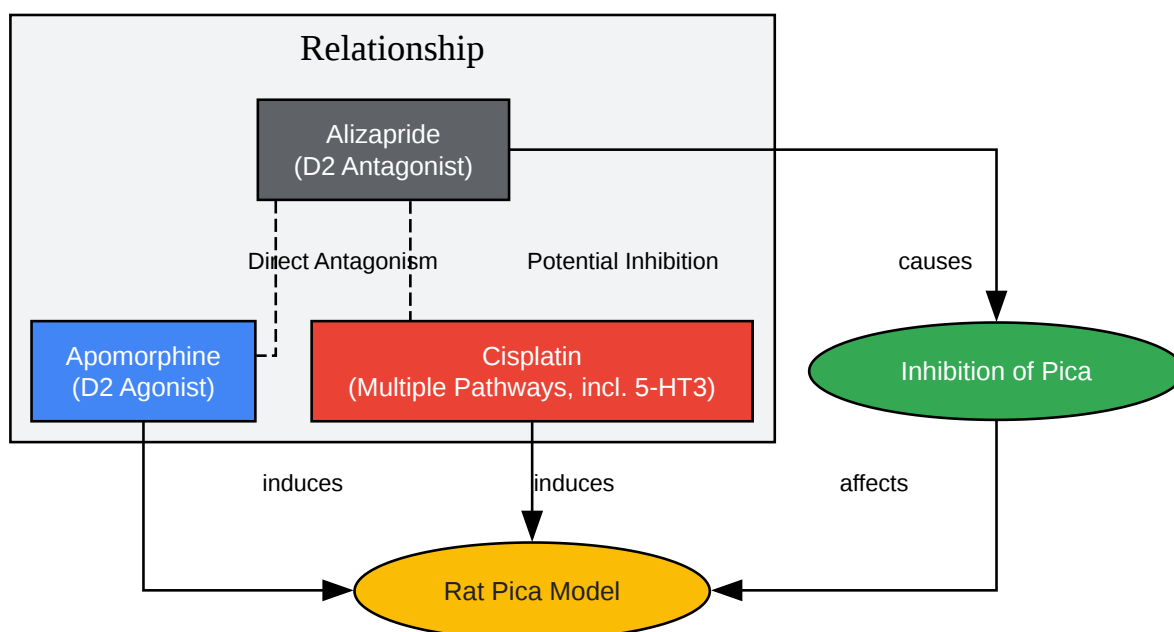 Relationship
Alizapride
(D2 Antagonist)
Direct Antagonism
Potential Inhibition
causes
Apomorphine
(D2 Agonist)
Cisplatin
(Multiple Pathways, incl. 5-HT3)
Inhibition of Pica
induces
induces
affects
Rat Pica Model